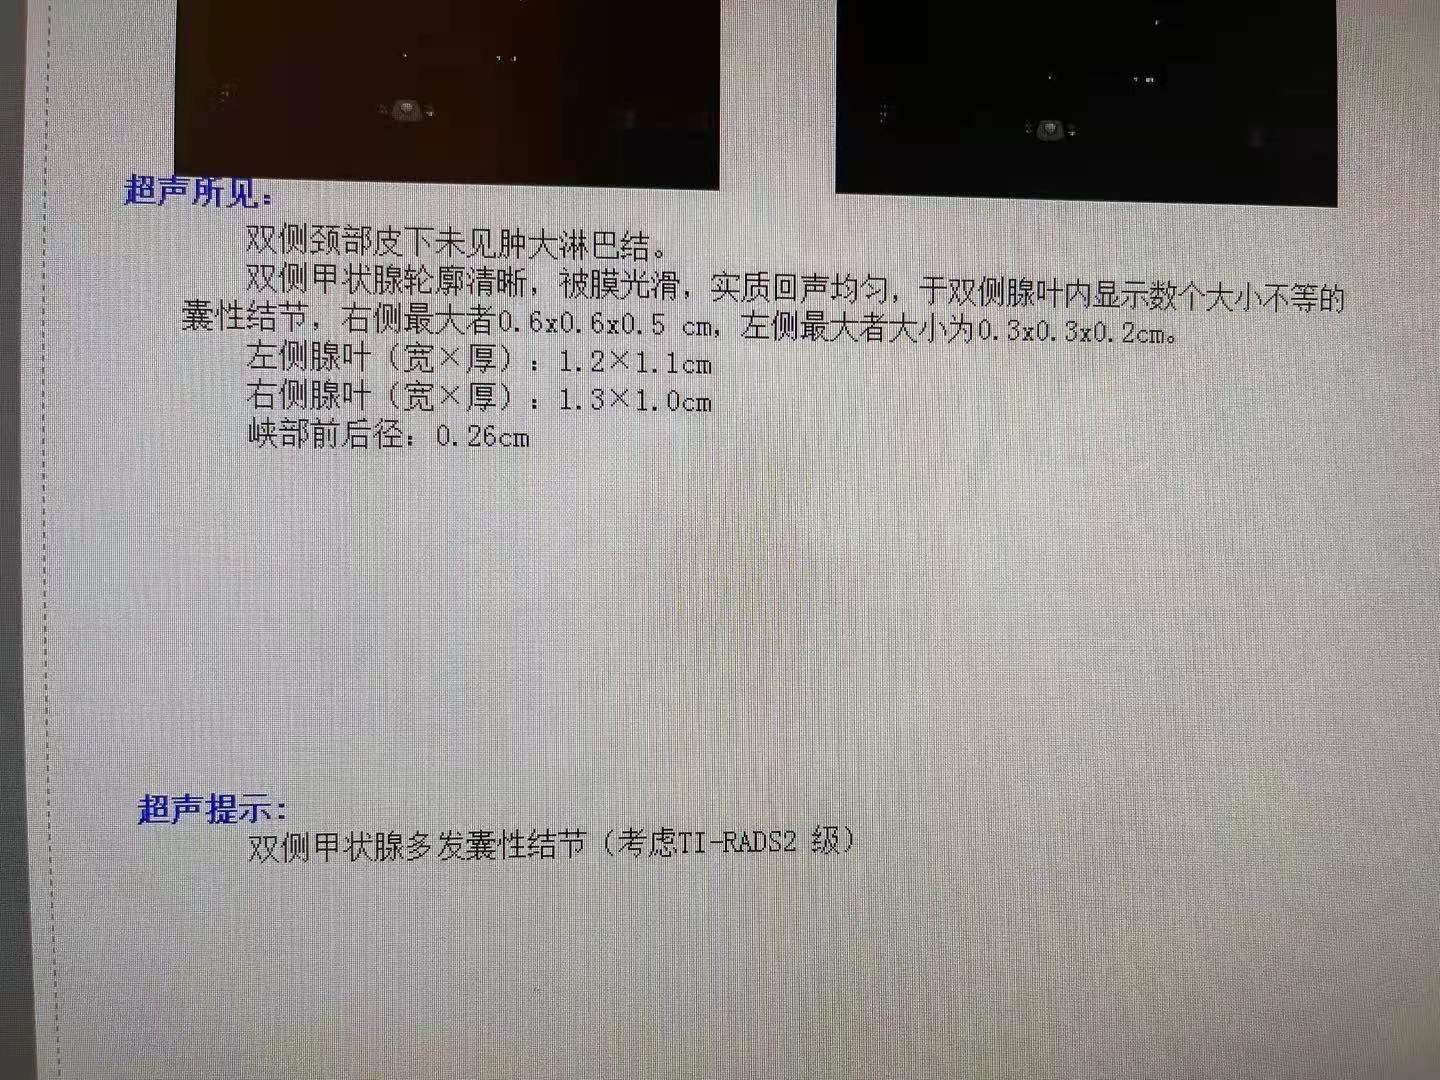 超声所见：
双侧颈部皮下未见肿大淋巴结。
双侧甲状腺轮廓清晰，被膜光滑，实质回声均匀，于双侧腺叶内显示数个大小不等的
囊性结节，右侧最大者0.6x0.6x0.5 cm，左侧最大者大小为0.3x0.3x0.2cm。
左侧腺叶（宽×厚）：1.2×1.1cm
右侧腺叶（宽×厚）：1.3×1.0cm
峡部前后径：0.26cm
超声提示：
双侧甲状腺多发囊性结节（考虑TI-RADS2 级）